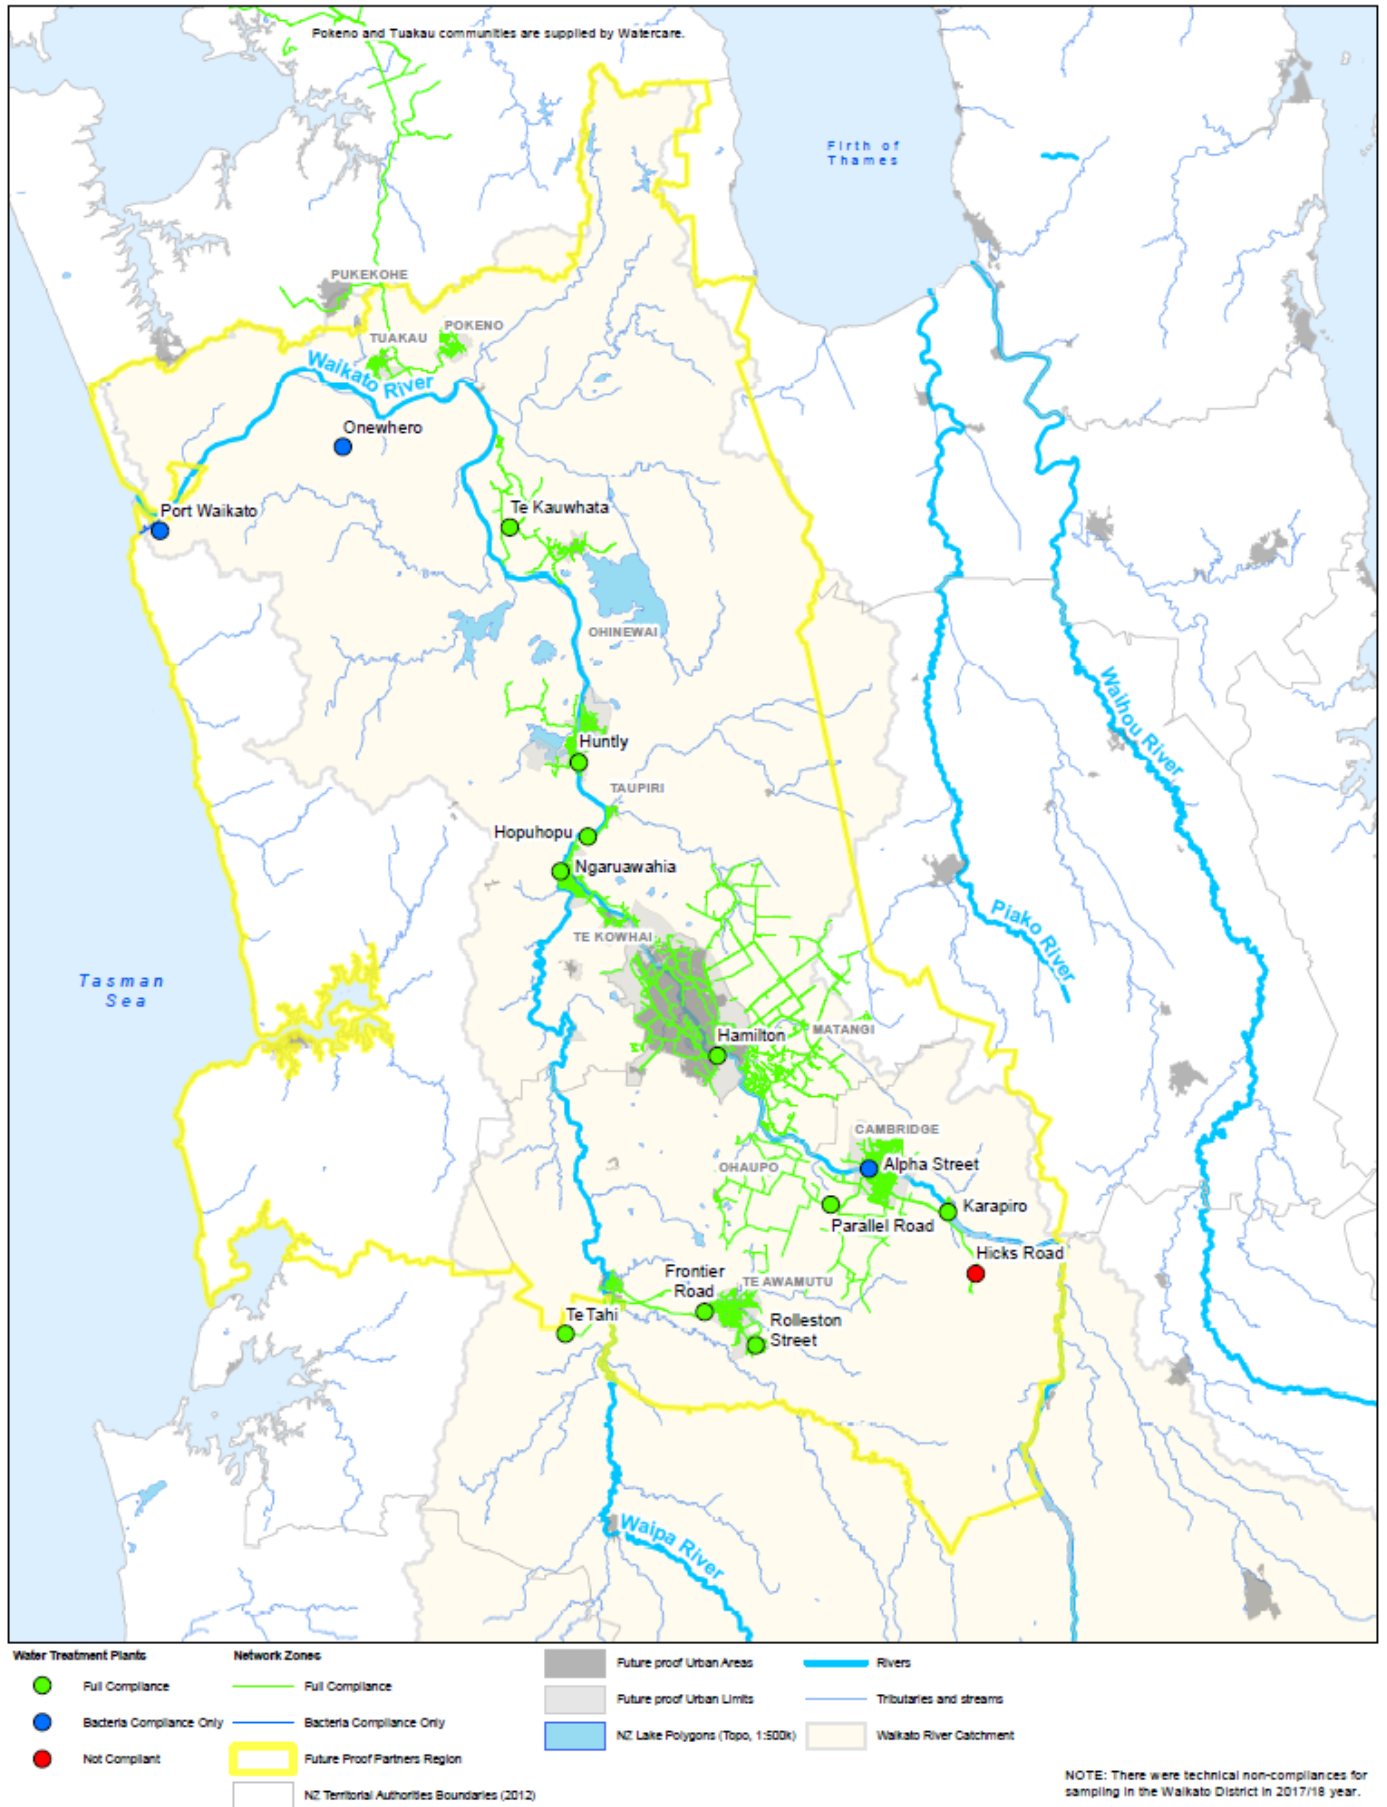 Pokeno and Tuakau communities are supplied by Watercare.
Firth of
Thames
PUKEKOHE
POKENO
TUAKAU
Waikato River
Onewhero
Port Waikato
Te Kauwhata
OHINEWAI
Waihou River
Huntly
TAUPIRI
Hopuhopu
Ngaruawahia
Piako River
TE KOWHAI
Tasman
Sea
Hamilton
MATANGI
CAMBRIDGE
Alpha Street
OHAUPO
Karapiro
Parallel Road
Hicks Road
Frontier
Road
TE AWAMUTU
Te Tahi
Rolleston
Street
Waipa River
Water Treatment Plants
Full Compliance
Bacteria Compliance Only
Not Compliant
Network Zones
Full Compliance
Bacteria Compliance Only
Future Proof Partners Region
NZ Territorial Authorities Boundaries (2012)
Future proof Urban Areas
Future proof Urban Limits
NZ Lake Polygons (Topo, 1:500k)
Rivers
Tributaries and streams
Waikato River Catchment
NOTE: There were technical non-compliances for
sampling in the Waikato District in 2017/18 year.